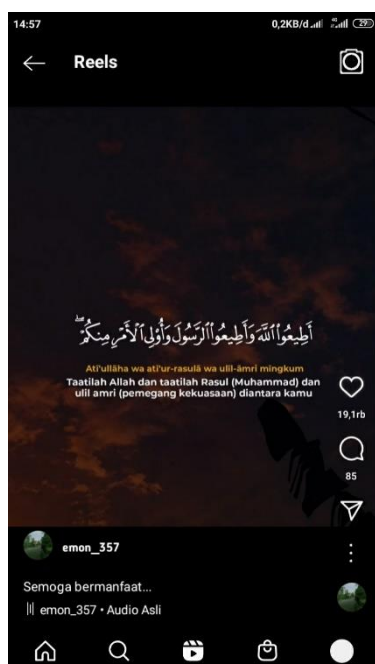 14:57
0,2KB/d 4G 29
Reels
أَطِيعُوا۟ ٱللَّهَ وَأَطِيعُوا۟ ٱلرَّسُولَ وَأُو۟لِى ٱلْأَمْرِ مِنكُمْ ۖ
Ati'ullāha wa ati'ur-rasulā wa ulil-āmri mingkum
Taatilah Allah dan taatilah Rasul (Muhammad) dan
ulil amri (pemegang kekuasaan) diantara kamu
19,1rb
85
emon_357
Semoga bermanfaat...
emon_357 • Audio Asli